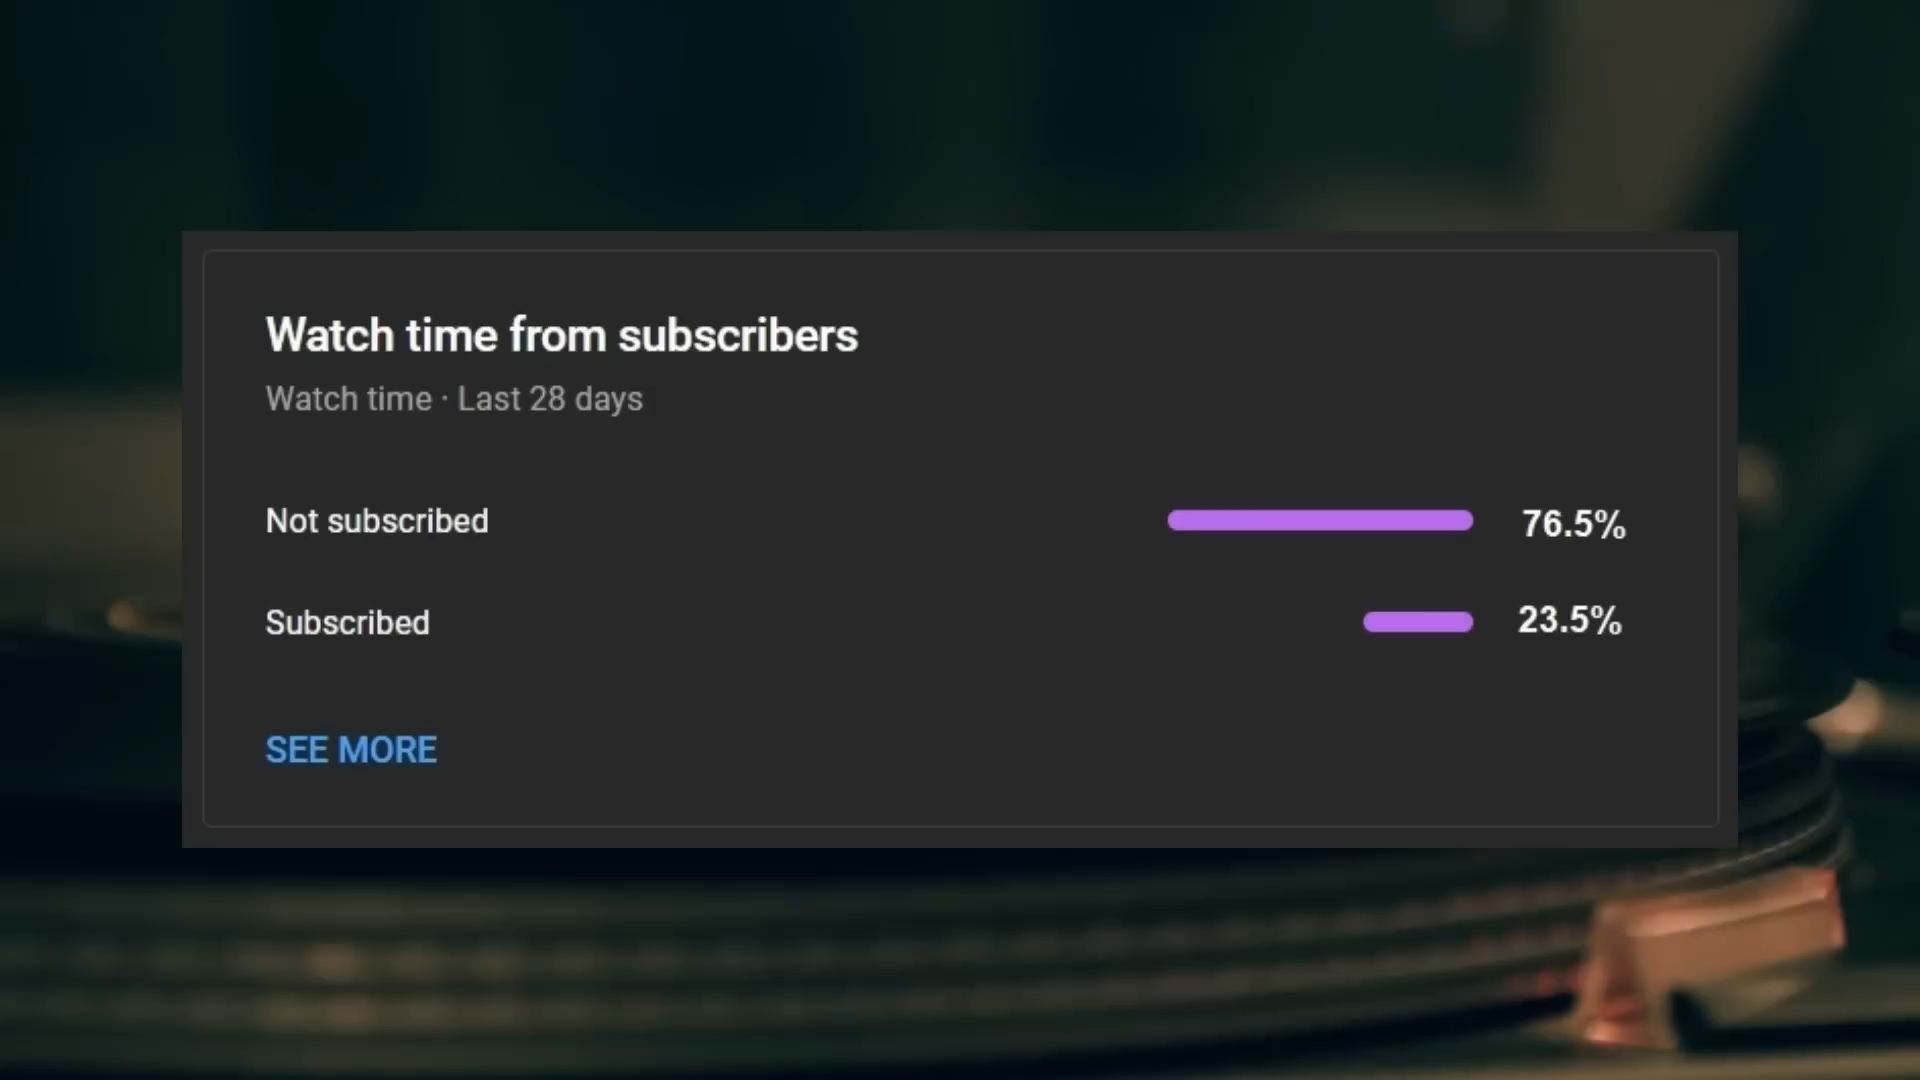 Watch time from subscribers
Watch time · Last 28 days
Not subscribed 76.5%
Subscribed 23.5%
SEE MORE